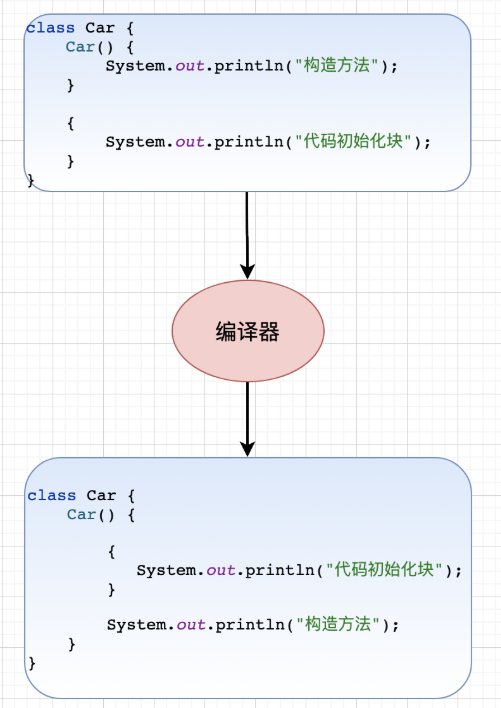 class Car {
Car() {
System.out.println("构造方法");
}
{
System.out.println("代码初始化块");
}
}
编译器
class Car {
Car() {
{
System.out.println("代码初始化块");
}
System.out.println("构造方法");
}
}